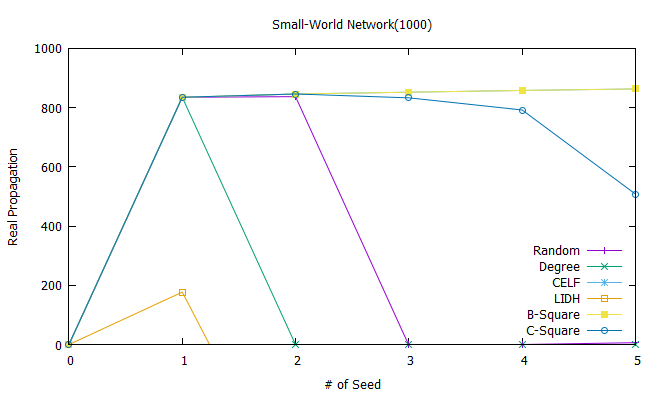 Small-World Network(1000)
1000
800
600
400
200
0
Real Propagation
0 1 2 3 4 5
# of Seed
Random
Degree
CELF
LIDH
B-Square
C-Square